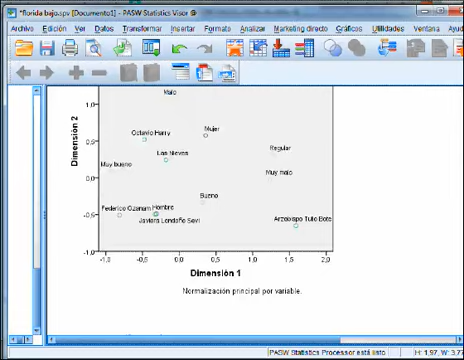 *florida bajo.spv [Documento1] - PASW Statistics Visor
Archivo Edición Ver Datos Transformar Insertar Formato Analizar Marketing directo Gráficos Utilidades Ventana Ayuda
Malo
1,0
Octavio Harry
Mujer
0,5
Las Nieves
Regular
Dimensión 2
Muy bueno
Muy malo
0,0
Bueno
Federico Ozanam
Hombre
-0,5
Javiera Londoño Sevi
Arzobispo Tulio Bote
-1,0
-1,0 -0,5 0,0 0,5 1,0 1,5 2,0
Dimensión 1
Normalización principal por variable.
PASW Statistics Processor está listo
H: 1,97, W: 3,7